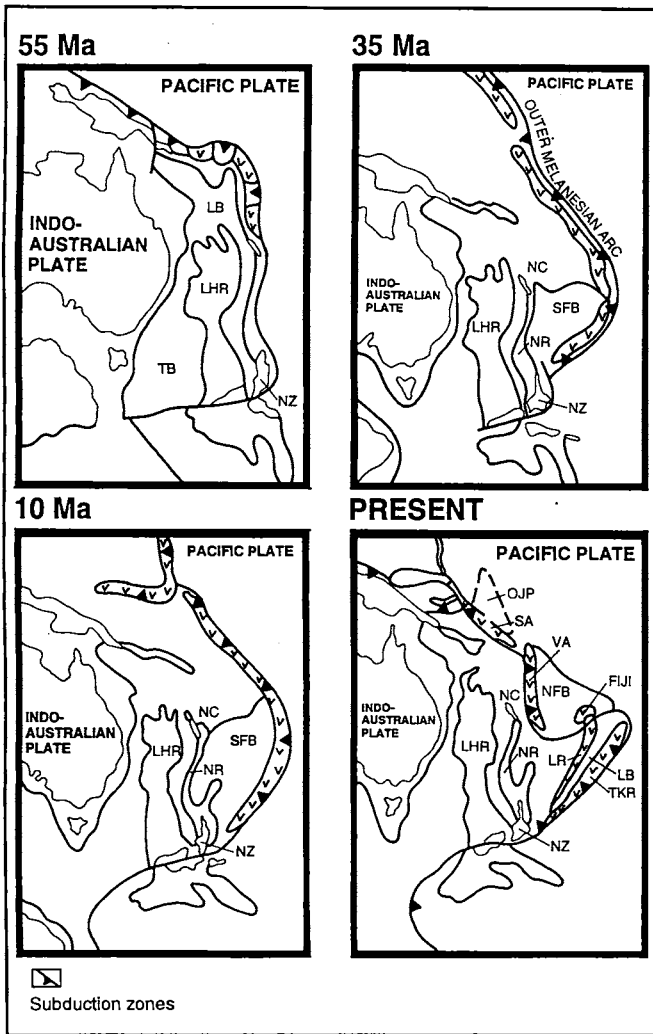 55 Ma
PACIFIC PLATE
INDO-
AUSTRALIAN
PLATE
LB
LHR
TB
NZ
35 Ma
PACIFIC PLATE
OUTER MELANESIAN ARC
INDO-
AUSTRALIAN
PLATE
NC
SFB
LHR
NR
NZ
10 Ma
PACIFIC PLATE
INDO-
AUSTRALIAN
PLATE
NC
LHR
SFB
NR
NZ
PRESENT
PACIFIC PLATE
OJP
SA
VA
INDO-
AUSTRALIAN
PLATE
NC
NFB
FIJI
LHR
NR
LR
LB
TKR
NZ
Subduction zones